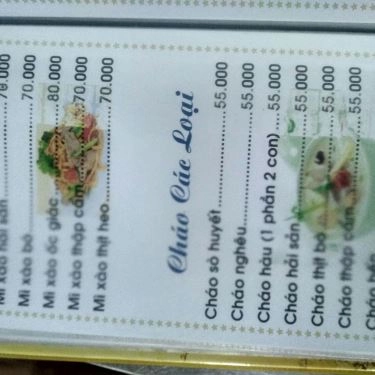 Mì xào hải sản 70.000
Mì xào bò 70.000
Mì xào ốc giác 80.000
Mì xào thập cẩm 70.000
Mì xào thịt heo 70.000
Cháo Các Loại
Cháo sò huyết 55.000
Cháo nghêu 55.000
Cháo hàu (1 phần 2 con) 55.000
Cháo hải sản 55.000
Cháo thịt bò 55.000
Cháo thập cẩm 55.000
Cháo